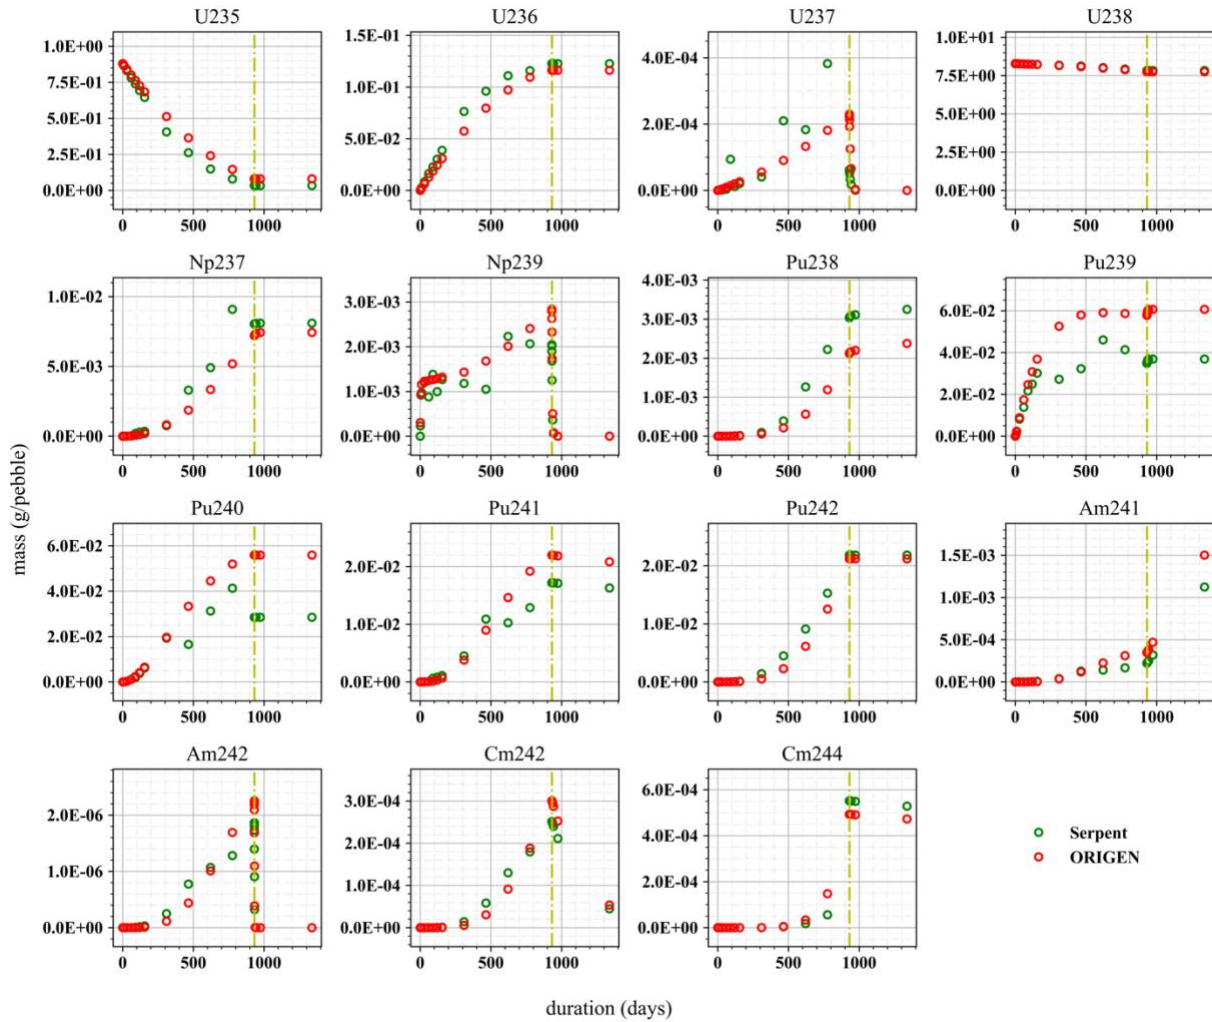 mass (g/pebble)
U235
1.0E+00
7.5E-01
5.0E-01
2.5E-01
0.0E+00
0 500 1000
U236
1.5E-01
1.0E-01
5.0E-02
0.0E+00
0 500 1000
U237
4.0E-04
2.0E-04
0.0E+00
0 500 1000
U238
1.0E+01
7.5E+00
5.0E+00
2.5E+00
0.0E+00
0 500 1000
Np237
1.0E-02
5.0E-03
0.0E+00
0 500 1000
Np239
3.0E-03
2.0E-03
1.0E-03
0.0E+00
0 500 1000
Pu238
4.0E-03
3.0E-03
2.0E-03
1.0E-03
0.0E+00
0 500 1000
Pu239
6.0E-02
4.0E-02
2.0E-02
0.0E+00
0 500 1000
Pu240
6.0E-02
4.0E-02
2.0E-02
0.0E+00
0 500 1000
Pu241
2.0E-02
1.0E-02
0.0E+00
0 500 1000
Pu242
2.0E-02
1.0E-02
0.0E+00
0 500 1000
Am241
1.5E-03
1.0E-03
5.0E-04
0.0E+00
0 500 1000
Am242
2.0E-06
1.0E-06
0.0E+00
0 500 1000
Cm242
3.0E-04
2.0E-04
1.0E-04
0.0E+00
0 500 1000
Cm244
6.0E-04
4.0E-04
2.0E-04
0.0E+00
0 500 1000
Serpent
ORIGEN
duration (days)